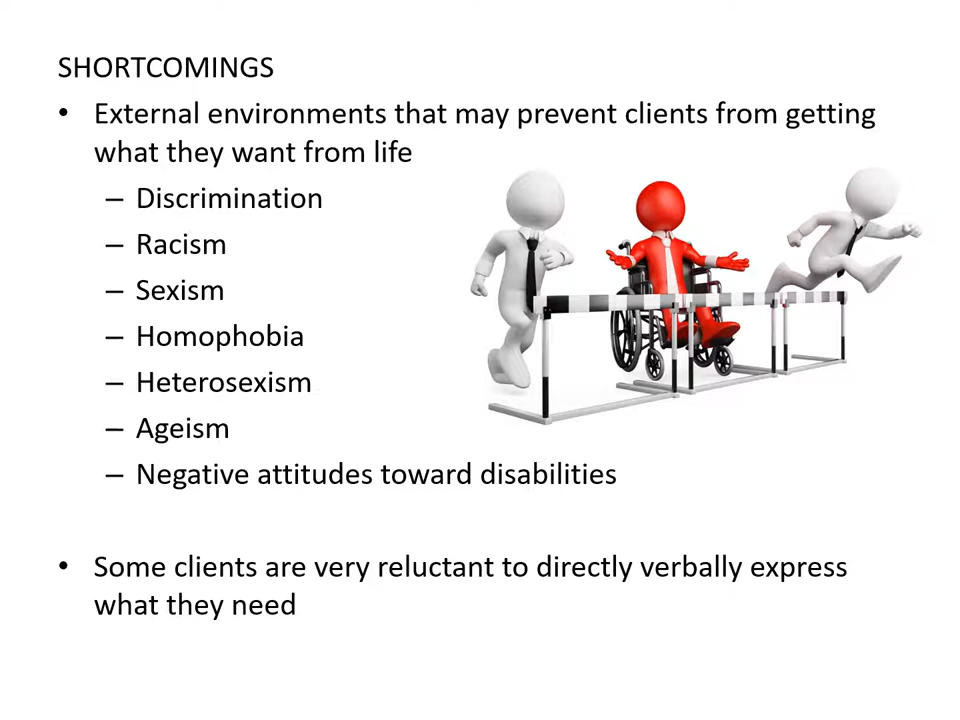 SHORTCOMINGS
• External environments that may prevent clients from getting
what they want from life
– Discrimination
– Racism
– Sexism
– Homophobia
– Heterosexism
– Ageism
– Negative attitudes toward disabilities
• Some clients are very reluctant to directly verbally express
what they need